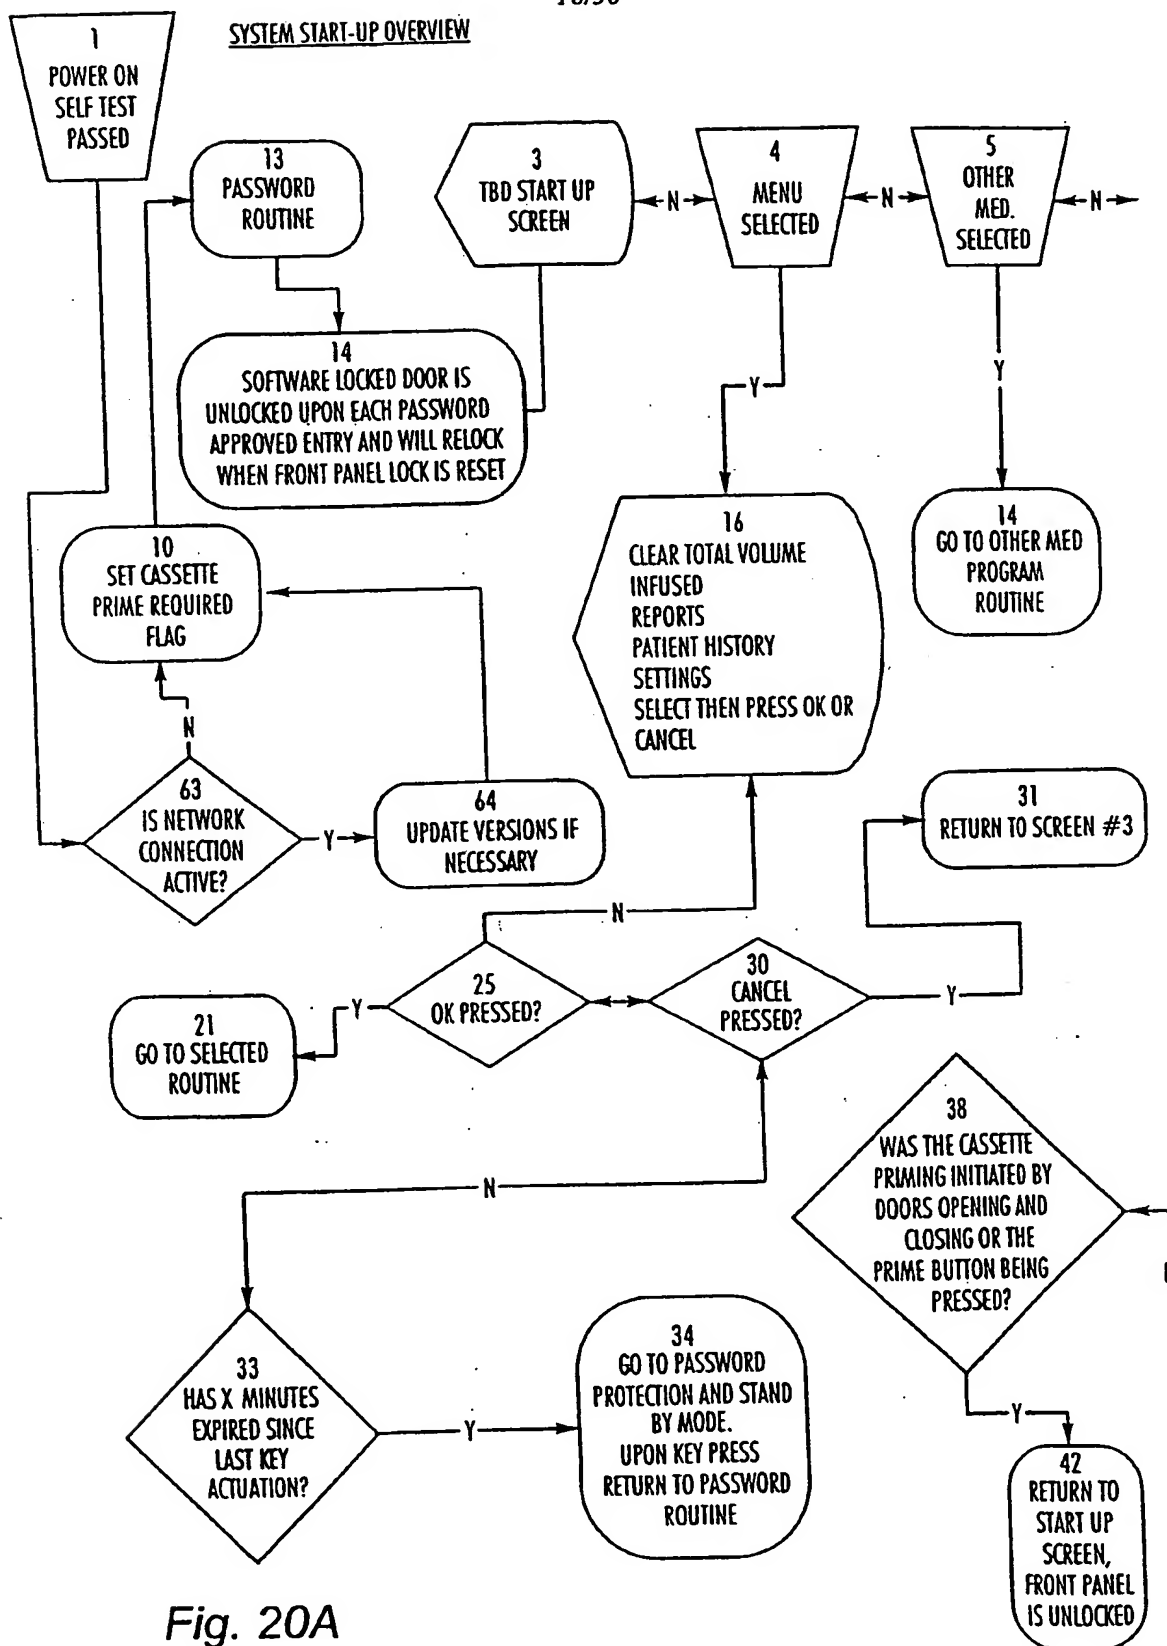 SYSTEM START-UP OVERVIEW
1
POWER ON
SELF TEST
PASSED
13
PASSWORD
ROUTINE
3
TBD START UP
SCREEN
N
4
MENU
SELECTED
N
5
OTHER
MED.
SELECTED
N
14
SOFTWARE LOCKED DOOR IS
UNLOCKED UPON EACH PASSWORD
APPROVED ENTRY AND WILL RELOCK
WHEN FRONT PANEL LOCK IS RESET
Y
Y
10
SET CASSETTE
PRIME REQUIRED
FLAG
16
CLEAR TOTAL VOLUME
INFUSED
REPORTS
PATIENT HISTORY
SETTINGS
SELECT THEN PRESS OK OR
CANCEL
14
GO TO OTHER MED
PROGRAM
ROUTINE
N
63
IS NETWORK
CONNECTION
ACTIVE?
Y
64
UPDATE VERSIONS IF
NECESSARY
31
RETURN TO SCREEN #3
N
25
OK PRESSED?
30
CANCEL
PRESSED?
Y
Y
21
GO TO SELECTED
ROUTINE
N
38
WAS THE CASSETTE
PRIMING INITIATED BY
DOORS OPENING AND
CLOSING OR THE
PRIME BUTTON BEING
PRESSED?
33
HAS X MINUTES
EXPIRED SINCE
LAST KEY
ACTUATION?
Y
34
GO TO PASSWORD
PROTECTION AND STAND
BY MODE.
UPON KEY PRESS
RETURN TO PASSWORD
ROUTINE
Y
42
RETURN TO
START UP
SCREEN,
FRONT PANEL
IS UNLOCKED
Fig. 20A